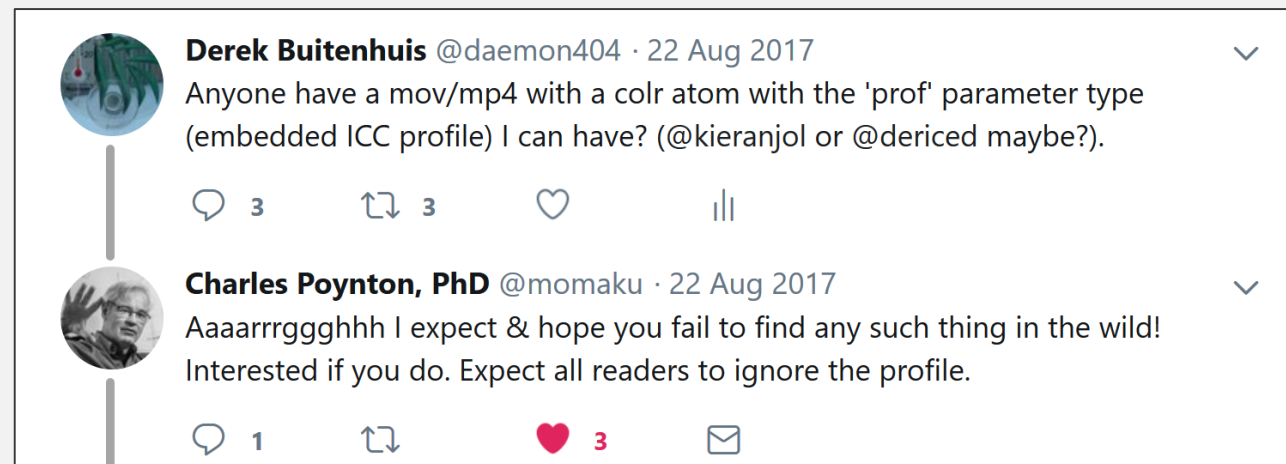 Derek Buitenhuis @daemon404 · 22 Aug 2017
Anyone have a mov/mp4 with a colr atom with the 'prof' parameter type
(embedded ICC profile) I can have? (@kieranjol or @dericed maybe?).
3 3
Charles Poynton, PhD @momaku · 22 Aug 2017
Aaaarrrggghhh I expect & hope you fail to find any such thing in the wild!
Interested if you do. Expect all readers to ignore the profile.
1 3